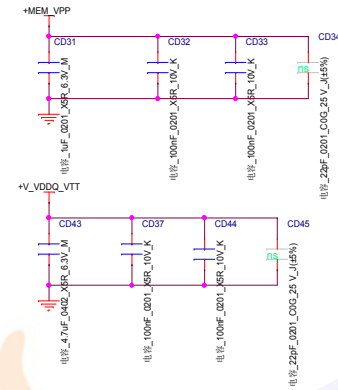 +MEM_VPP
CD31
CD32
CD33
CD34
电容_1uF_0201_X5R_6.3V_M
电容_100nF_0201_X5R_10V_K
电容_100nF_0201_X5R_10V_K
ns
电容_22pF_0201_C0G_25 V_J(±5%)
+V_VDDQ_VTT
CD43
CD37
CD44
CD45
电容_4.7uF_0402_X5R_6.3V_M
电容_100nF_0201_X5R_10V_K
电容_100nF_0201_X5R_10V_K
ns
电容_22pF_0201_C0G_25 V_J(±5%)